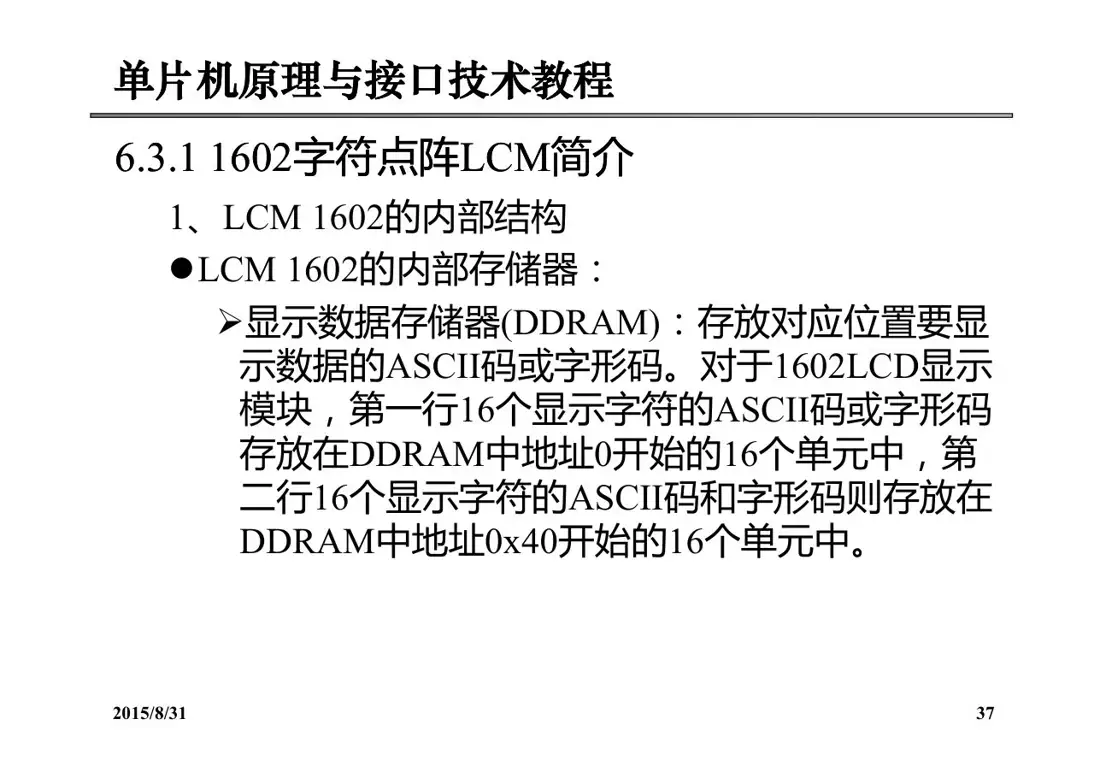 单片机原理与接口技术教程
6.3.1 1602字符点阵LCM简介
1、LCM 1602的内部结构
●LCM 1602的内部存储器：
➢显示数据存储器(DDRAM)：存放对应位置要显
示数据的ASCII码或字形码。对于1602LCD显示
模块，第一行16个显示字符的ASCII码或字形码
存放在DDRAM中地址0开始的16个单元中，第
二行16个显示字符的ASCII码和字形码则存放在
DDRAM中地址0x40开始的16个单元中。
2015/8/31
37